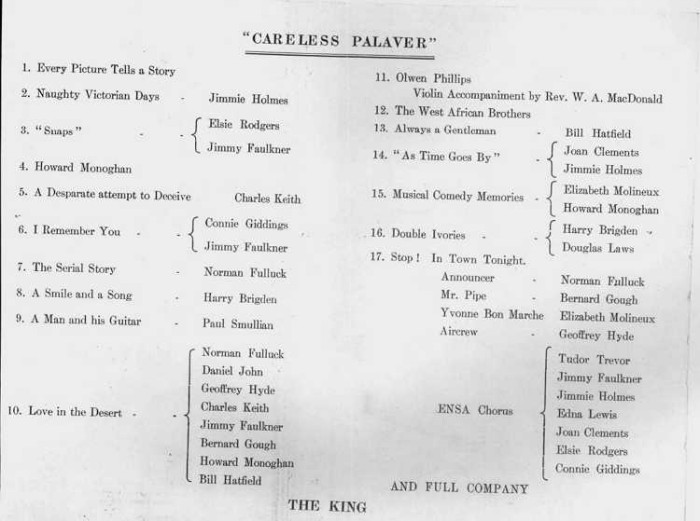 "CARELESS PALAVER"
1. Every Picture Tells a Story
2. Naughty Victorian Days - Jimmie Holmes
3. "Snaps" - - Elsie Rodgers
Jimmy Faulkner
4. Howard Monoghan
5. A Desparate attempt to Deceive Charles Keith
6. I Remember You - - Connie Giddings
Jimmy Faulkner
7. The Serial Story - Norman Fulluck
8. A Smile and a Song - Harry Brigden
9. A Man and his Guitar - Paul Smullian
10. Love in the Desert - - Norman Fulluck
Daniel John
Geoffrey Hyde
Charles Keith
Jimmy Faulkner
Bernard Gough
Howard Monoghan
Bill Hatfield
11. Olwen Phillips
Violin Accompaniment by Rev. W. A. MacDonald
12. The West African Brothers
13. Always a Gentleman - Bill Hatfield
14. "As Time Goes By" - Joan Clements
Jimmie Holmes
15. Musical Comedy Memories - Elizabeth Molineux
Howard Monoghan
16. Double Ivories - - Harry Brigden
Douglas Laws
17. Stop! In Town Tonight.
Announcer - Norman Fulluck
Mr. Pipe - Bernard Gough
Yvonne Bon Marche Elizabeth Molineux
Aircrew - Geoffrey Hyde
ENSA Chorus Tudor Trevor
Jimmy Faulkner
Jimmie Holmes
Edna Lewis
Joan Clements
Elsie Rodgers
Connie Giddings
AND FULL COMPANY
THE KING